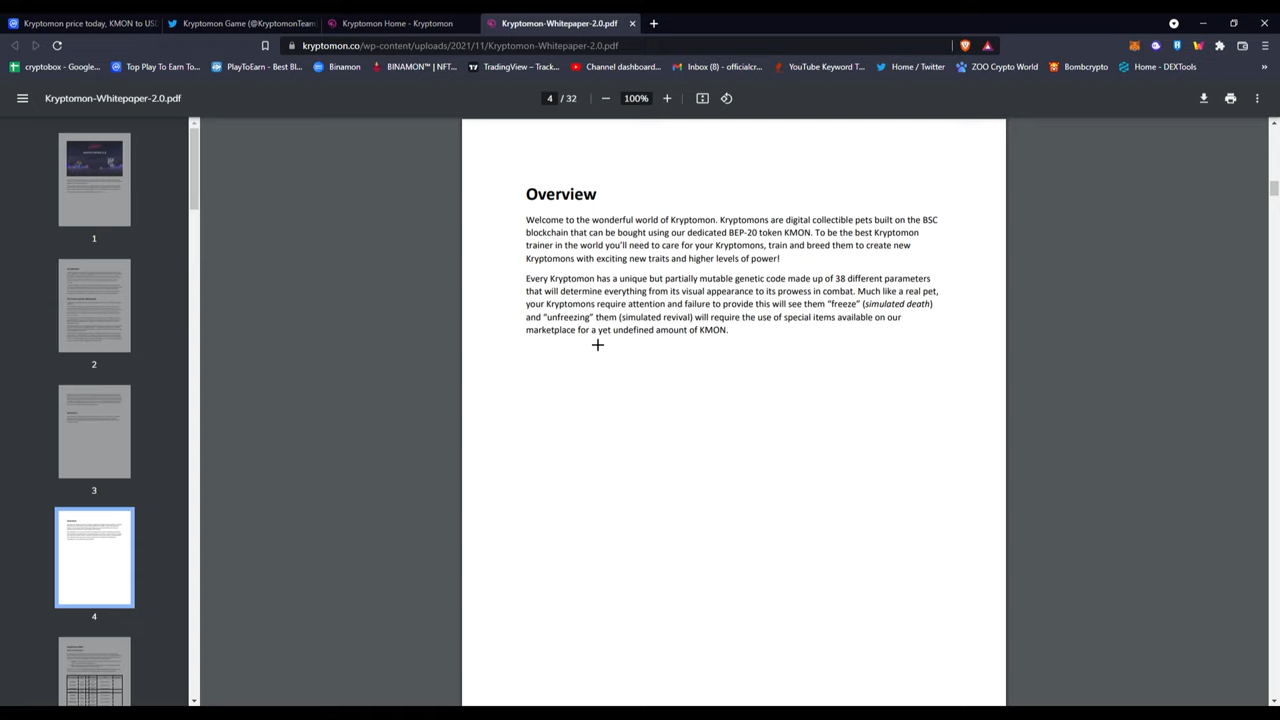 Kryptomon price today, KMON to USD
Kryptomon Game (@KryptomonTeam
Kryptomon Home - Kryptomon
Kryptomon-Whitepaper-2.0.pdf
kryptomon.co/wp-content/uploads/2021/11/Kryptomon-Whitepaper-2.0.pdf
cryptobox - Google...
Top Play To Earn To...
PlayToEarn - Best Bl...
Binamon
BINAMON™ | NFT...
TradingView – Track...
Channel dashboard...
Inbox (8) - officialcr...
YouTube Keyword T...
Home / Twitter
ZOO Crypto World
Bombcrypto
Home - DEXTools
Kryptomon-Whitepaper-2.0.pdf
4 / 32
100%
1
2
3
4
Overview
Welcome to the wonderful world of Kryptomon. Kryptomons are digital collectible pets built on the BSC
blockchain that can be bought using our dedicated BEP-20 token KMON. To be the best Kryptomon
trainer in the world you'll need to care for your Kryptomons, train and breed them to create new
Kryptomons with exciting new traits and higher levels of power!
Every Kryptomon has a unique but partially mutable genetic code made up of 38 different parameters
that will determine everything from its visual appearance to its prowess in combat. Much like a real pet,
your Kryptomons require attention and failure to provide this will see them “freeze” (simulated death)
and “unfreezing” them (simulated revival) will require the use of special items available on our
marketplace for a yet undefined amount of KMON.